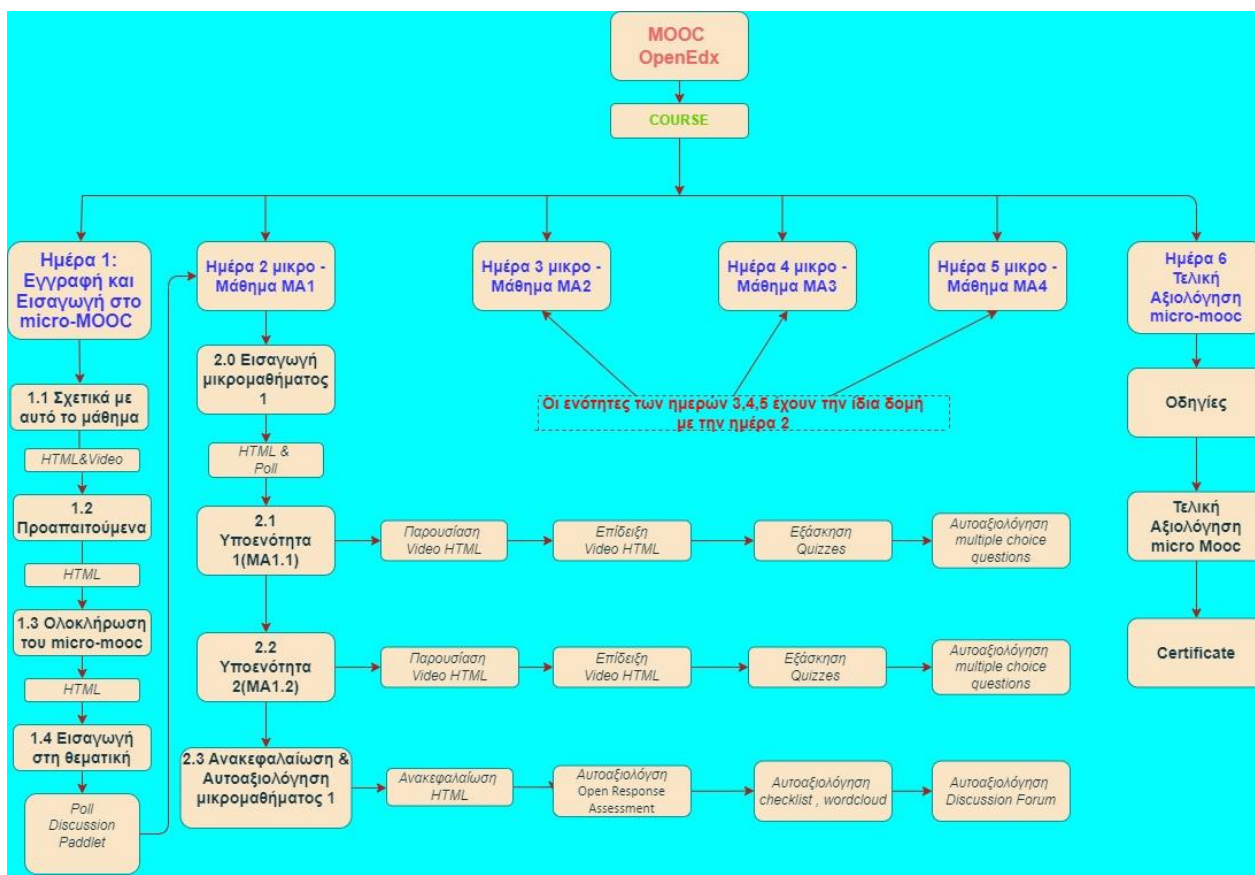 MOOC
OpenEdx
COURSE
Ημέρα 1:
Εγγραφή και
Εισαγωγή στο
micro-MOOC
Ημέρα 2 μικρο -
Μάθημα ΜΑ1
Ημέρα 3 μικρο -
Μάθημα ΜΑ2
Ημέρα 4 μικρο -
Μάθημα ΜΑ3
Ημέρα 5 μικρο -
Μάθημα ΜΑ4
Ημέρα 6
Τελική
Αξιολόγηση
micro-mooc
1.1 Σχετικά με
αυτό το μάθημα
HTML&Video
1.2
Προαπαιτούμενα
HTML
1.3 Ολοκλήρωση
του micro-mooc
HTML
1.4 Εισαγωγή
στη θεματική
Poll
Discussion
Paddlet
2.0 Εισαγωγή
μικρομαθήματος
1
HTML &
Poll
2.1
Υποενότητα
1(ΜΑ1.1)
Παρουσίαση
Video HTML
Επίδειξη
Video HTML
Εξάσκηση
Quizzes
Αυτοαξιολόγηση
multiple choice
questions
2.2
Υποενότητα
2(ΜΑ1.2)
Παρουσίαση
Video HTML
Επίδειξη
Video HTML
Εξάσκηση
Quizzes
Αυτοαξιολόγηση
multiple choice
questions
2.3 Ανακεφαλαίωση &
Αυτοαξιολόγηση
μικρομαθήματος 1
Ανακεφαλαίωση
HTML
Αυτοαξιολόγση
Open Response
Assessment
Αυτοαξιολόγηση
checklist , wordcloud
Αυτοαξιολόγηση
Discussion Forum
Οι ενότητες των ημερών 3,4,5 έχουν την ίδια δομή
με την ημέρα 2
Οδηγίες
Τελική
Αξιολόγηση
micro Mooc
Certificate